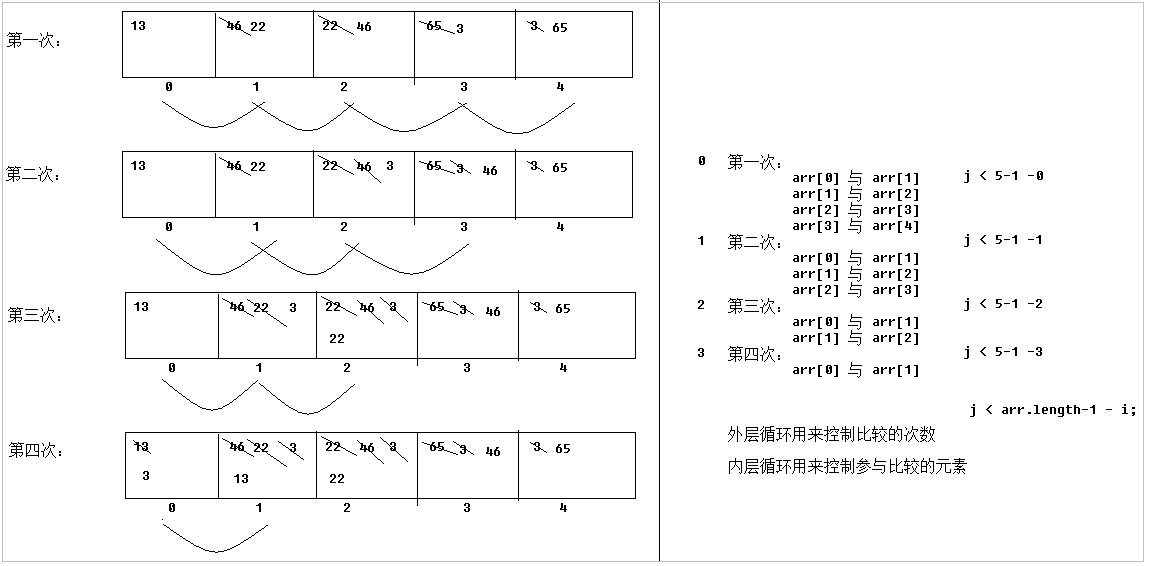 第一次：
13 46 22 22 46 65 3 3 65
0 1 2 3 4
第二次：
13 46 22 22 46 3 65 3 46 3 65
0 1 2 3 4
第三次：
13 46 22 3 22 46 3 65 3 46 3 65
22
0 1 2 3 4
第四次：
13 46 22 3 22 46 3 65 3 46 3 65
3 13 22
0 1 2 3 4
0 第一次：
arr[0] 与 arr[1] j < 5-1 -0
arr[1] 与 arr[2]
arr[2] 与 arr[3]
arr[3] 与 arr[4]
1 第二次： j < 5-1 -1
arr[0] 与 arr[1]
arr[1] 与 arr[2]
arr[2] 与 arr[3]
2 第三次： j < 5-1 -2
arr[0] 与 arr[1]
arr[1] 与 arr[2]
3 第四次： j < 5-1 -3
arr[0] 与 arr[1]
j < arr.length-1 - i;
外层循环用来控制比较的次数
内层循环用来控制参与比较的元素